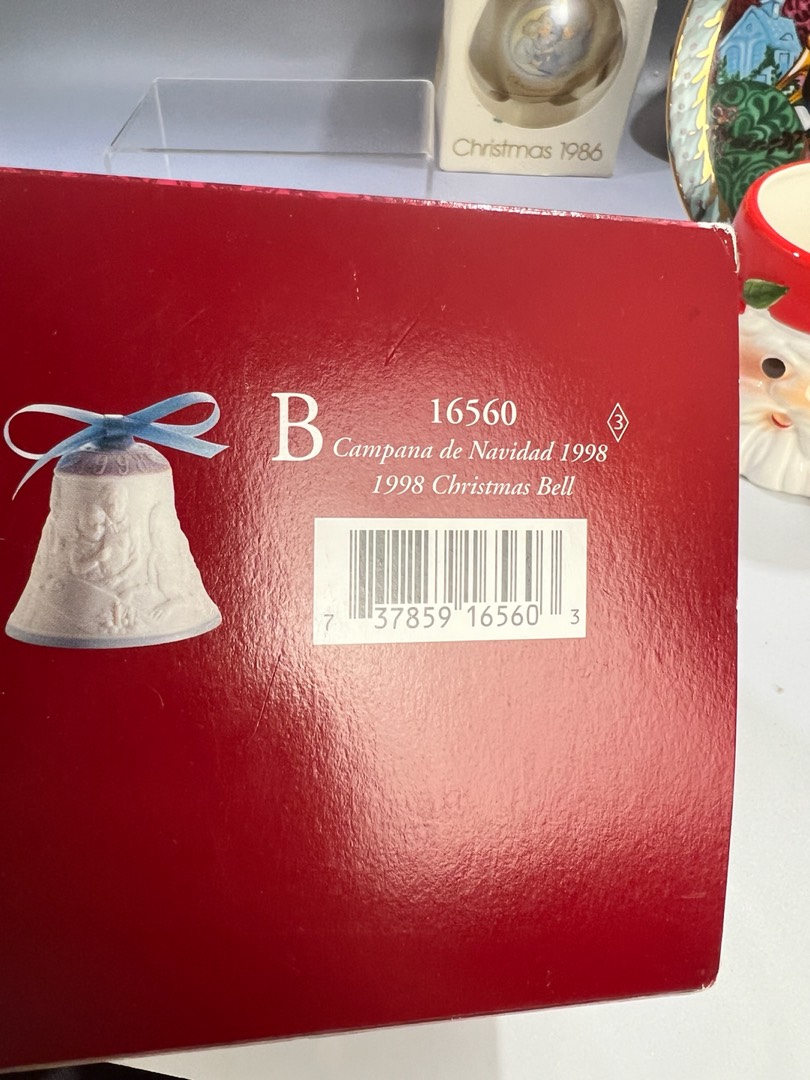 Christmas 1986
B
16560
3
Campana de Navidad 1998
1998 Christmas Bell
7 37859 16560 3